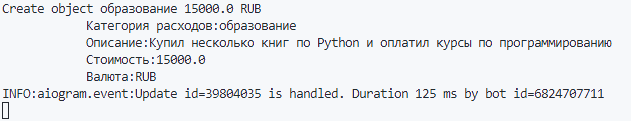 Create object образование 15000.0 RUB
Категория расходов:образование
Описание:Купил несколько книг по Python и оплатил курсы по программированию
Стоимость:15000.0
Валюта:RUB
INFO:aiogram.event:Update id=39804035 is handled. Duration 125 ms by bot id=6824707711